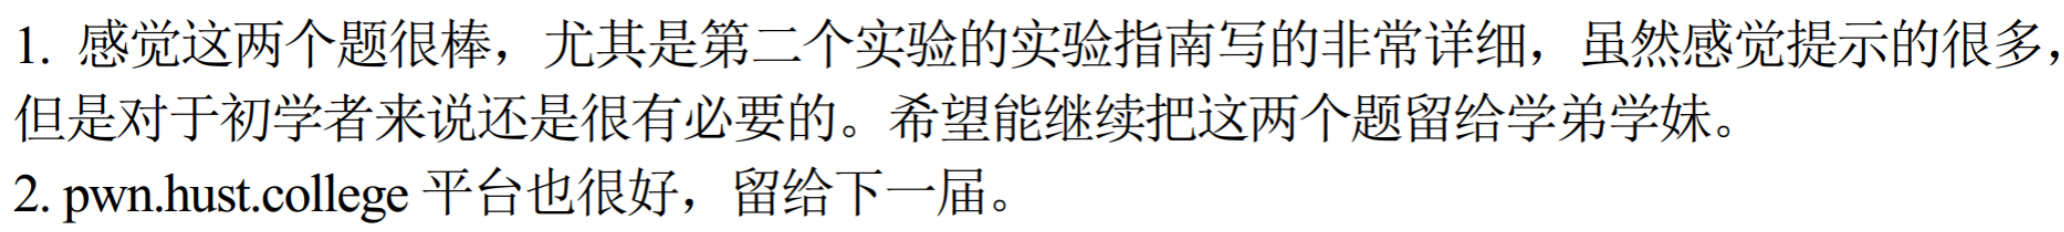 1. 感觉这两个题很棒，尤其是第二个实验的实验指南写的非常详细，虽然感觉提示的很多，
但是对于初学者来说还是很有必要的。希望能继续把这两个题留给学弟学妹。
2. pwn.hust.college 平台也很好，留给下一届。